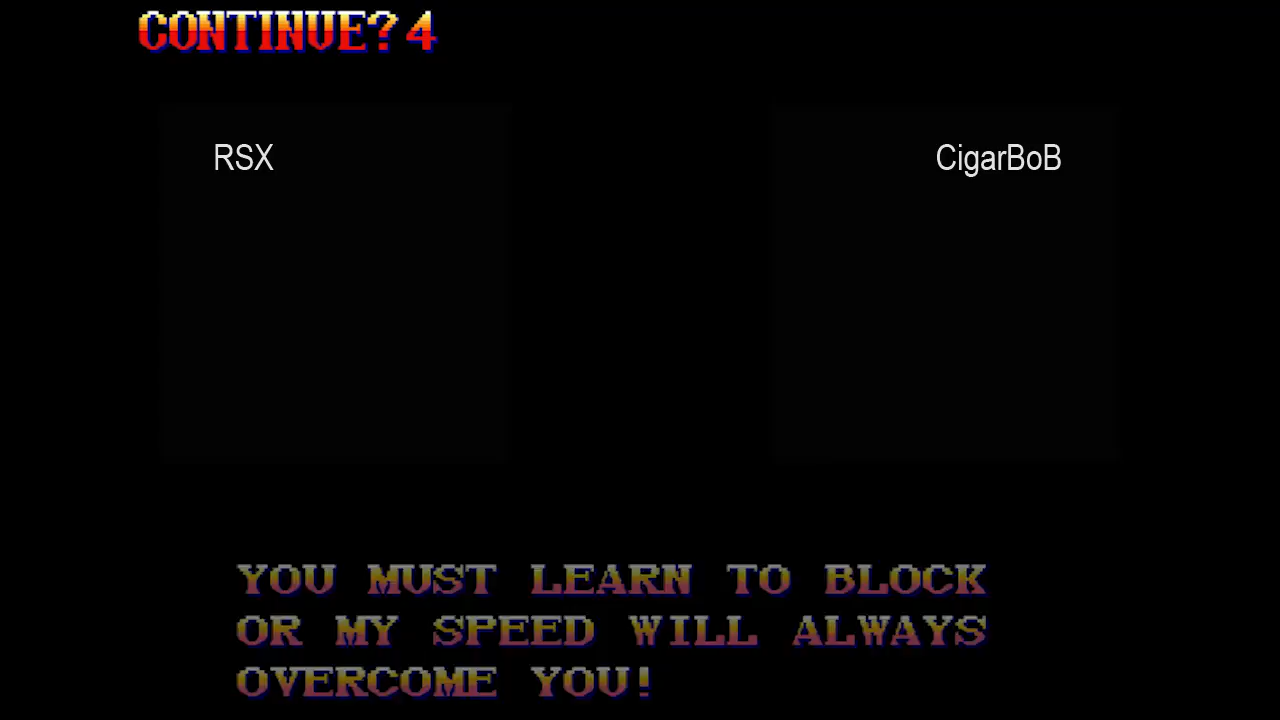 CONTINUE? 4
RSX
CigarBoB
YOU MUST LEARN TO BLOCK
OR MY SPEED WILL ALWAYS
OVERCOME YOU!